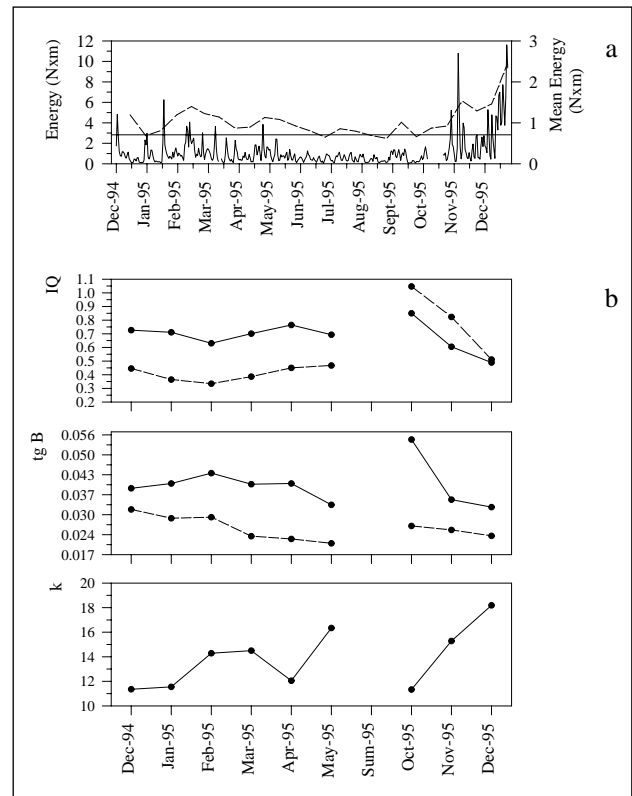 a
Energy (Nxm)
12
10
8
6
4
2
0
3
2
1
0
Mean Energy
(Nxm)
Dec-94
Jan-95
Feb-95
Mar-95
Apr-95
May-95
Jun-95
Jul-95
Aug-95
Sept-95
Oct-95
Nov-95
Dec-95
b
IQ
1.1
1.0
0.9
0.8
0.7
0.6
0.5
0.4
0.3
0.2
tg B
0.056
0.050
0.043
0.037
0.030
0.024
0.017
k
20
18
16
14
12
10
Dec-94
Jan-95
Feb-95
Mar-95
Apr-95
May-95
Sum-95
Oct-95
Nov-95
Dec-95